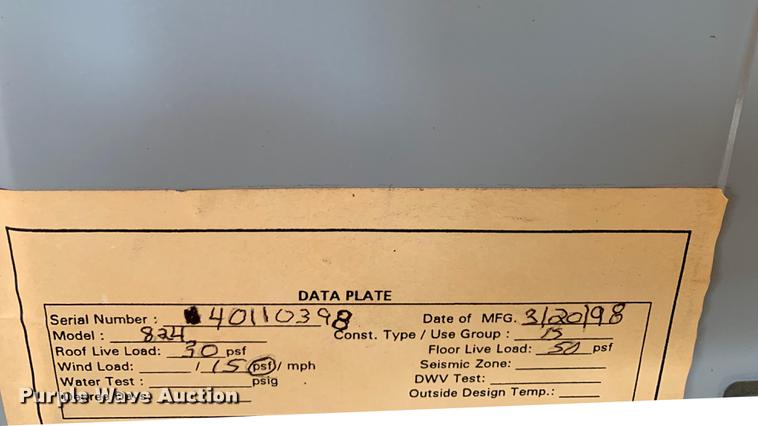 DATA PLATE
Serial Number : 40110398 Date of MFG. 3/20/98
Model : 824 Const. Type / Use Group :
Roof Live Load: 30 psf Floor Live Load: 50 psf
Wind Load: 15 psf / mph Seismic Zone:
Water Test : psig DWV Test:
Outside Design Temp.:
Purple Wave Auction